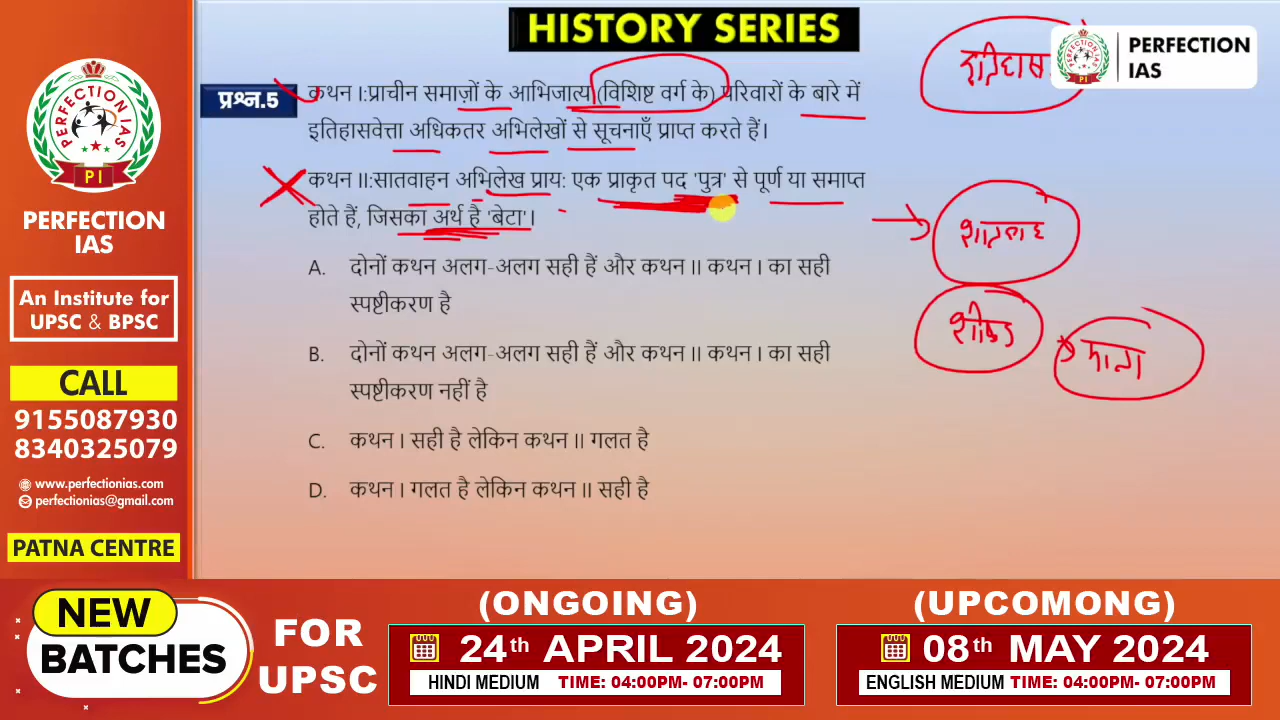 HISTORY SERIES
इतिहास
PERFECTION
IAS
PERFECTION IAS
PI
PERFECTION
IAS
An Institute for
UPSC & BPSC
CALL
9155087930
8340325079
www.perfectionias.com
perfectionias@gmail.com
PATNA CENTRE
प्रश्न.5
कथन I:प्राचीन समाज़ों के आभिजात्य (विशिष्ट वर्ग के) परिवारों के बारे में
इतिहासवेत्ता अधिकतर अभिलेखों से सूचनाएँ प्राप्त करते हैं।
कथन II:सातवाहन अभिलेख प्राय: एक प्राकृत पद 'पुत्र' से पूर्ण या समाप्त
होते हैं, जिसका अर्थ है 'बेटा'।
A. दोनों कथन अलग-अलग सही हैं और कथन II कथन I का सही
स्पष्टीकरण है
B. दोनों कथन अलग-अलग सही हैं और कथन II कथन I का सही
स्पष्टीकरण नहीं है
C. कथन I सही है लेकिन कथन II गलत है
D. कथन I गलत है लेकिन कथन II सही है
NEW
BATCHES
FOR
UPSC
(ONGOING)
24th APRIL 2024
HINDI MEDIUM TIME: 04:00PM- 07:00PM
(UPCOMONG)
08th MAY 2024
ENGLISH MEDIUM TIME: 04:00PM- 07:00PM